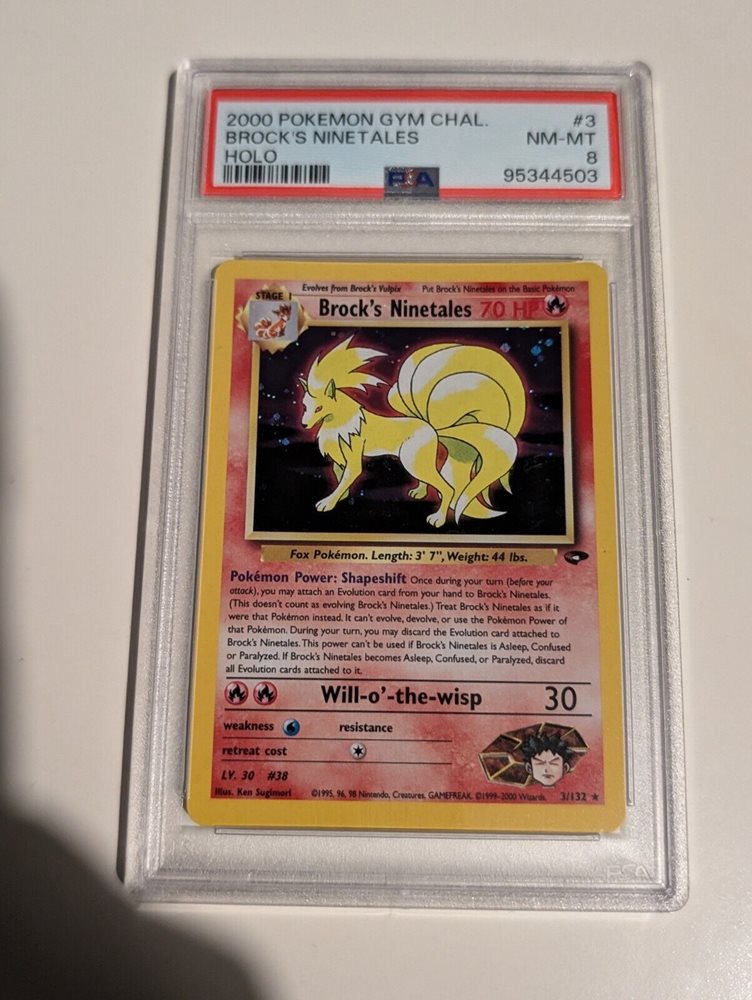 2000 POKEMON GYM CHAL. #3
BROCK'S NINETALES NM-MT
HOLO 8
PSA 95344503
Evolves from Brock's Vulpix Put Brock's Ninetales on the Basic Pokémon
STAGE 1
Brock's Ninetales 70 HP
Fox Pokémon. Length: 3' 7", Weight: 44 lbs.
Pokémon Power: Shapeshift Once during your turn (before your
attack), you may attach an Evolution card from your hand to Brock's Ninetales.
(This doesn't count as evolving Brock's Ninetales.) Treat Brock's Ninetales as if it
were that Pokémon instead. It can't evolve, devolve, or use the Pokémon Power of
that Pokémon. During your turn, you may discard the Evolution card attached to
Brock's Ninetales. This power can't be used if Brock's Ninetales is Asleep, Confused
or Paralyzed. If Brock's Ninetales becomes Asleep, Confused, or Paralyzed, discard
all Evolution cards attached to it.
Will-o'-the-wisp 30
weakness resistance
retreat cost
LV. 30 #38
Illus. Ken Sugimori ©1995, 96, 98 Nintendo, Creatures, GAMEFREAK. ©1999-2000 Wizards. 3/132 ★
PSA